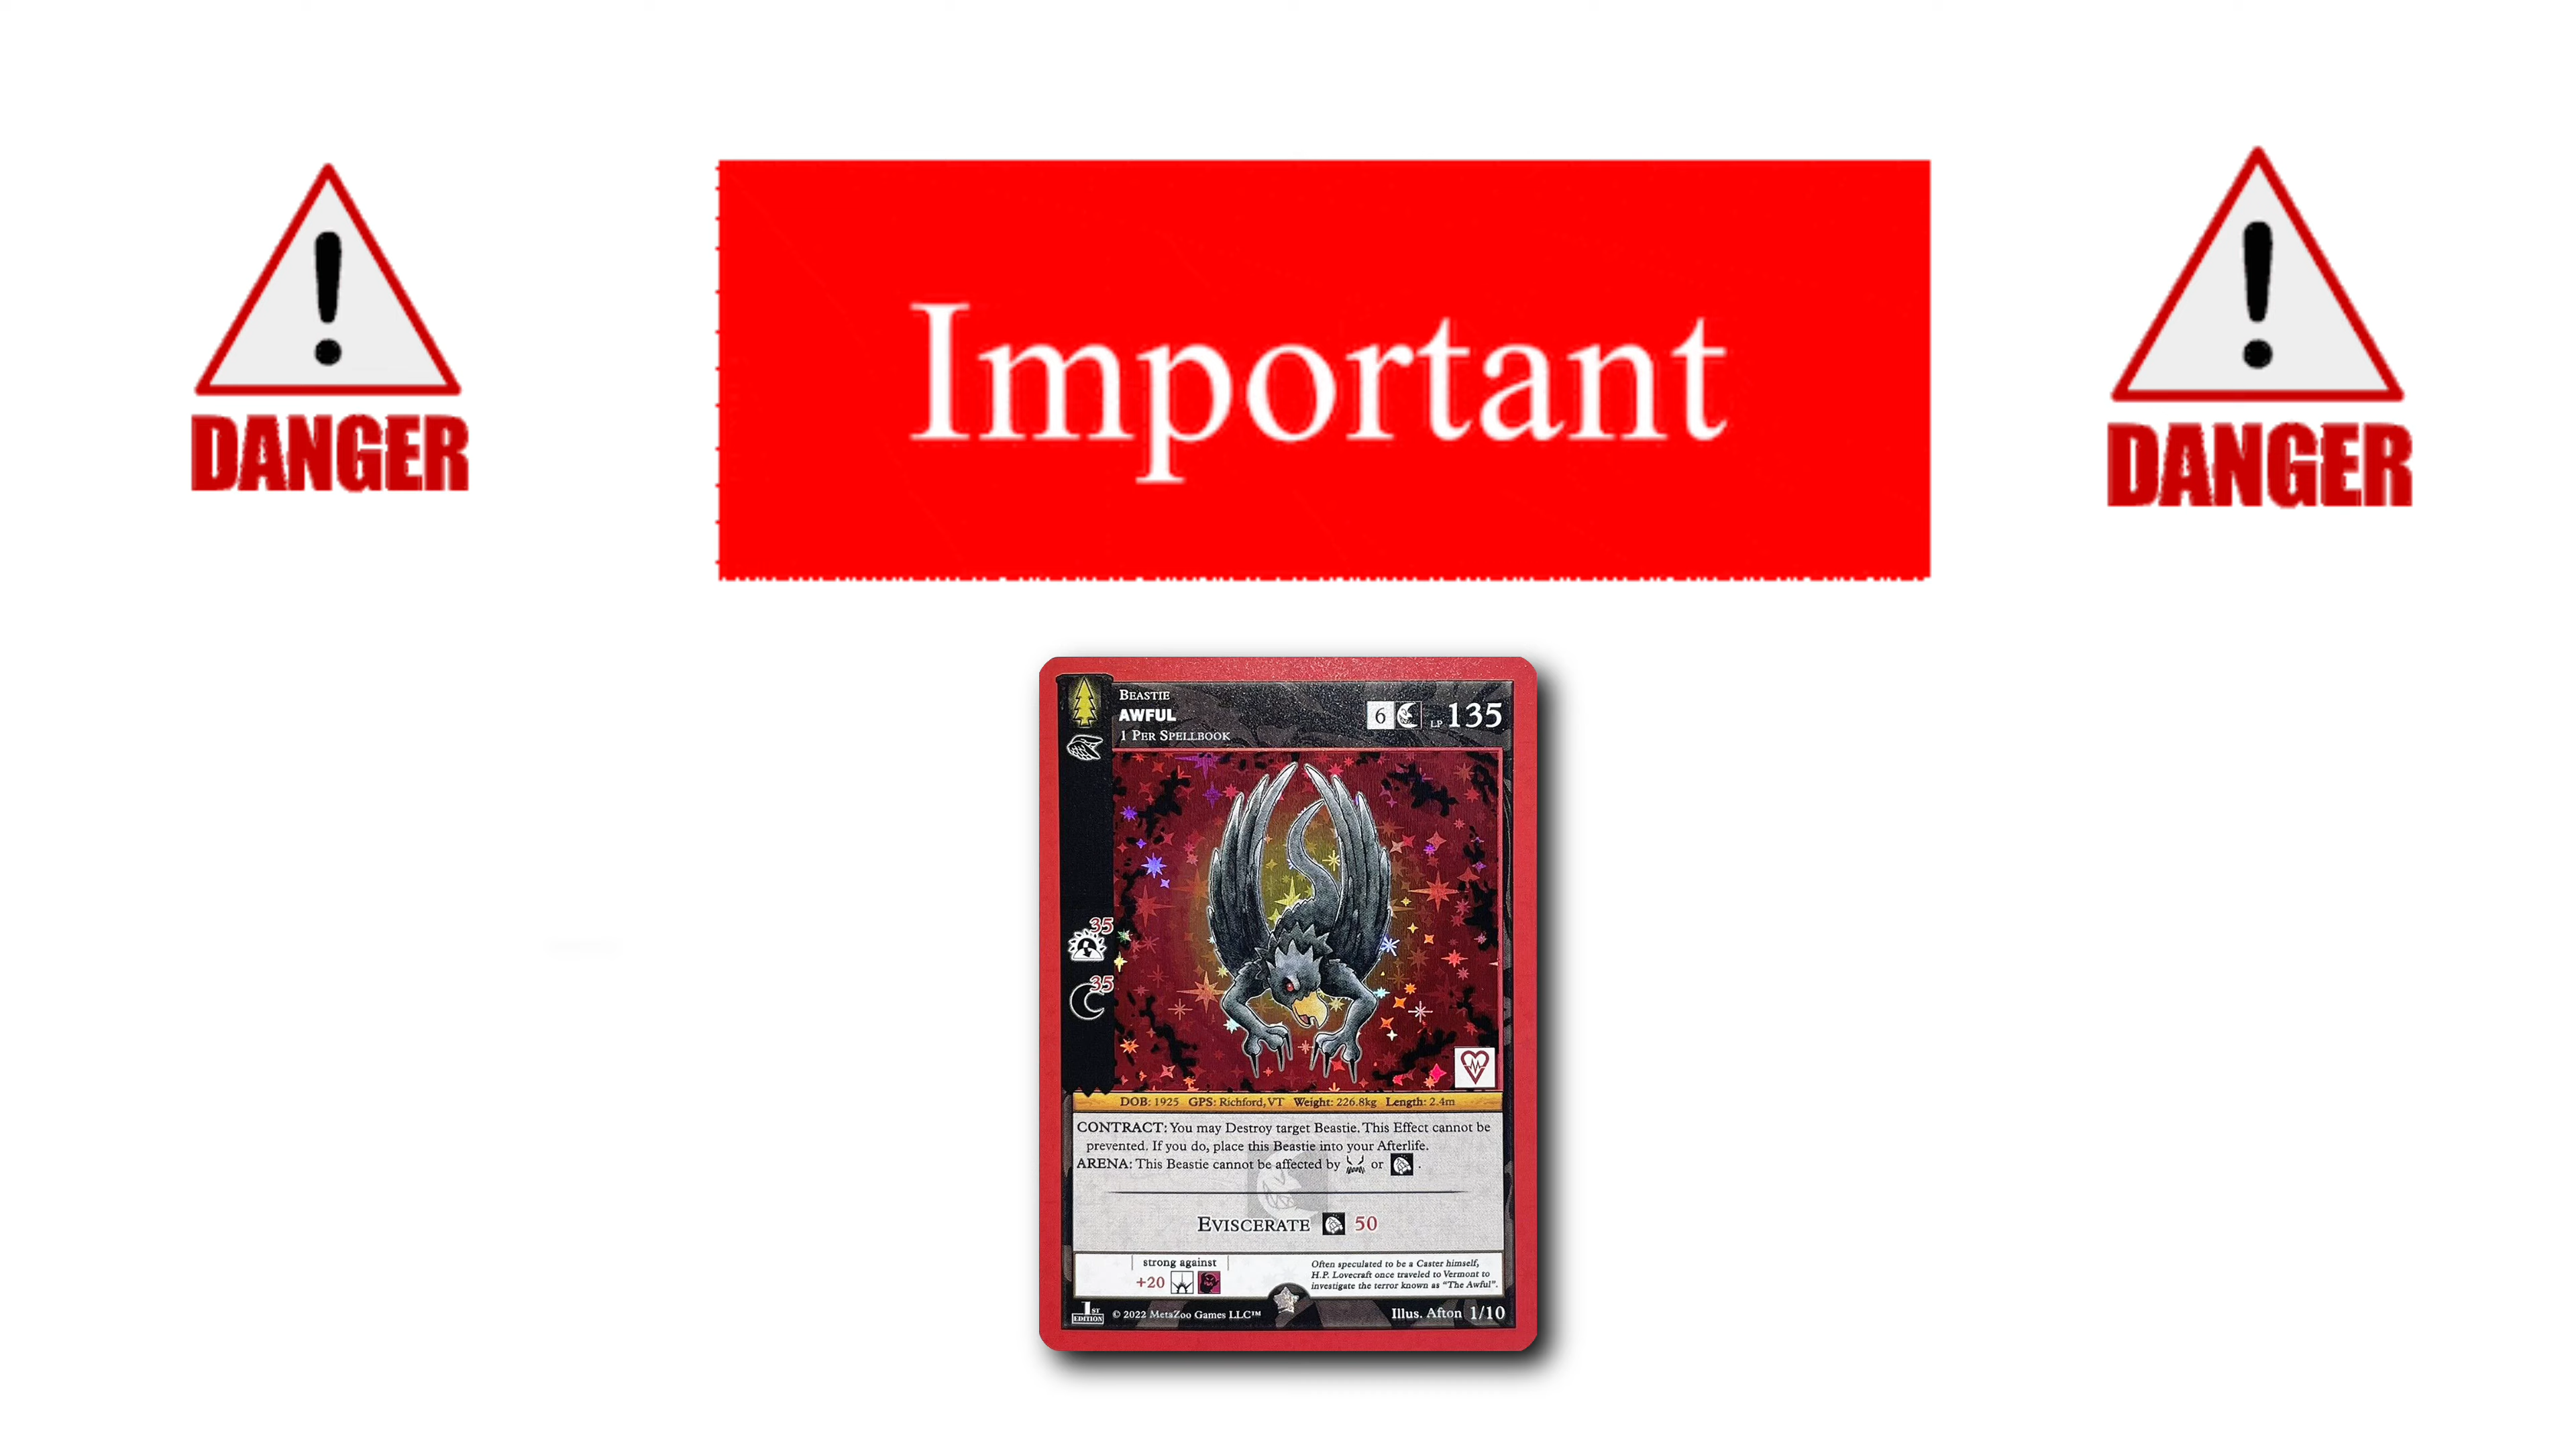 Important
DANGER
DANGER
BEASTIE
AWFUL
1 PER SPELLBOOK
6
LP 135
35
35
DOB: 1925 GPS: Richford, VT Weight: 226.8kg Length: 2.4m
CONTRACT: You may Destroy target Beastie. This Effect cannot be
prevented. If you do, place this Beastie into your Afterlife.
ARENA: This Beastie cannot be affected by or .
EVISCERATE 50
strong against
+20
Often speculated to be a Caster himself,
H.P. Lovecraft once traveled to Vermont to
investigate the terror known as "The Awful".
1ST
EDITION
© 2022 MetaZoo Games LLC™
Illus. Afton 1/10